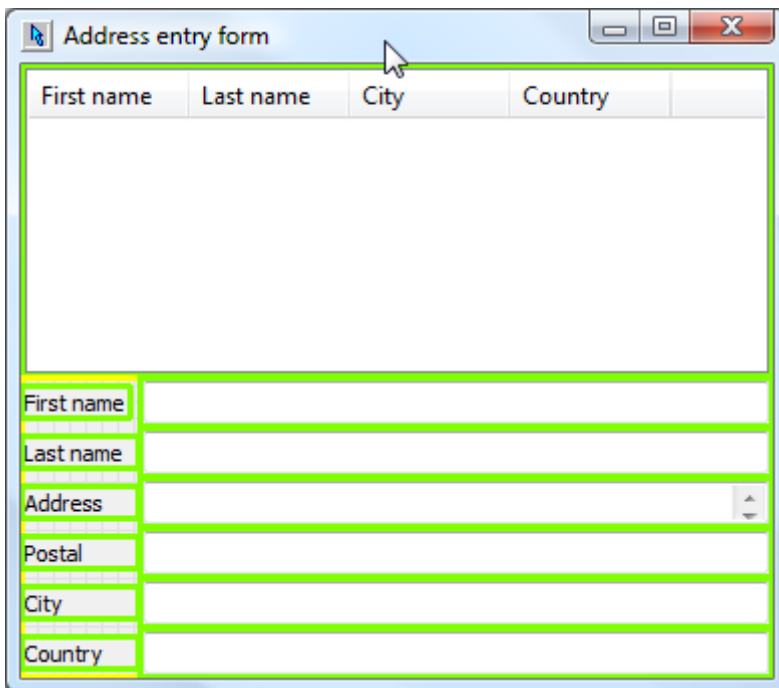 Address entry form
First name Last name City Country
First name
Last name
Address
Postal
City
Country